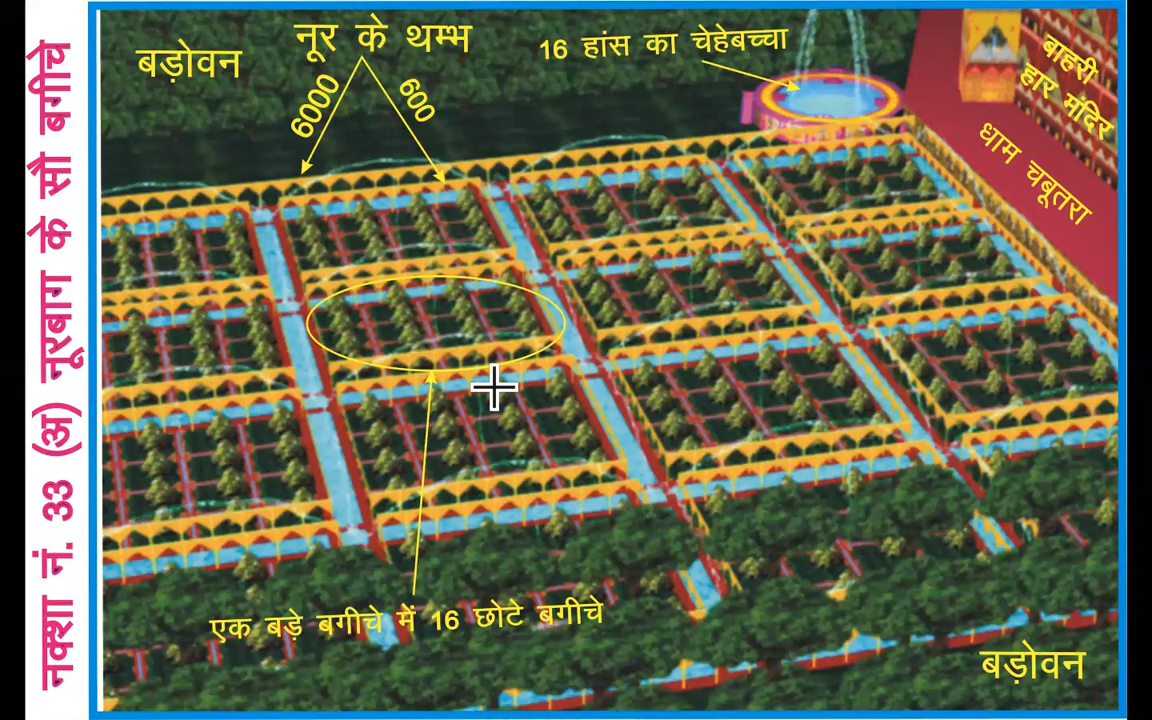 नक्शा नं. 33 (अ) नूरबाग के सौ बगीचे
बड़ोवन
नूर के थम्भ
6000
600
16 हांस का चेहेबच्चा
बाहरी
हार मंदिर
धाम चबूतरा
एक बड़े बगीचे में 16 छोटे बगीचे
बड़ोवन